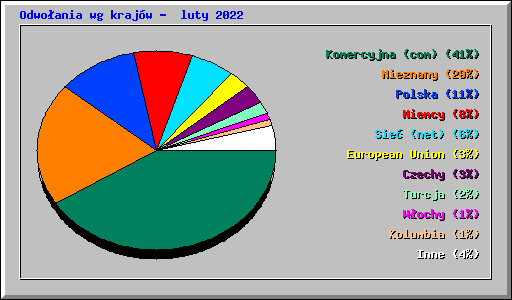 Odwołania wg krajów -  luty 2022
Komercyjna (com) (41%)
Nieznany (20%)
Polska (11%)
Niemcy (8%)
Sieć (net) (6%)
European Union (3%)
Czechy (3%)
Turcja (2%)
Włochy (1%)
Kolumbia (1%)
Inne (4%)